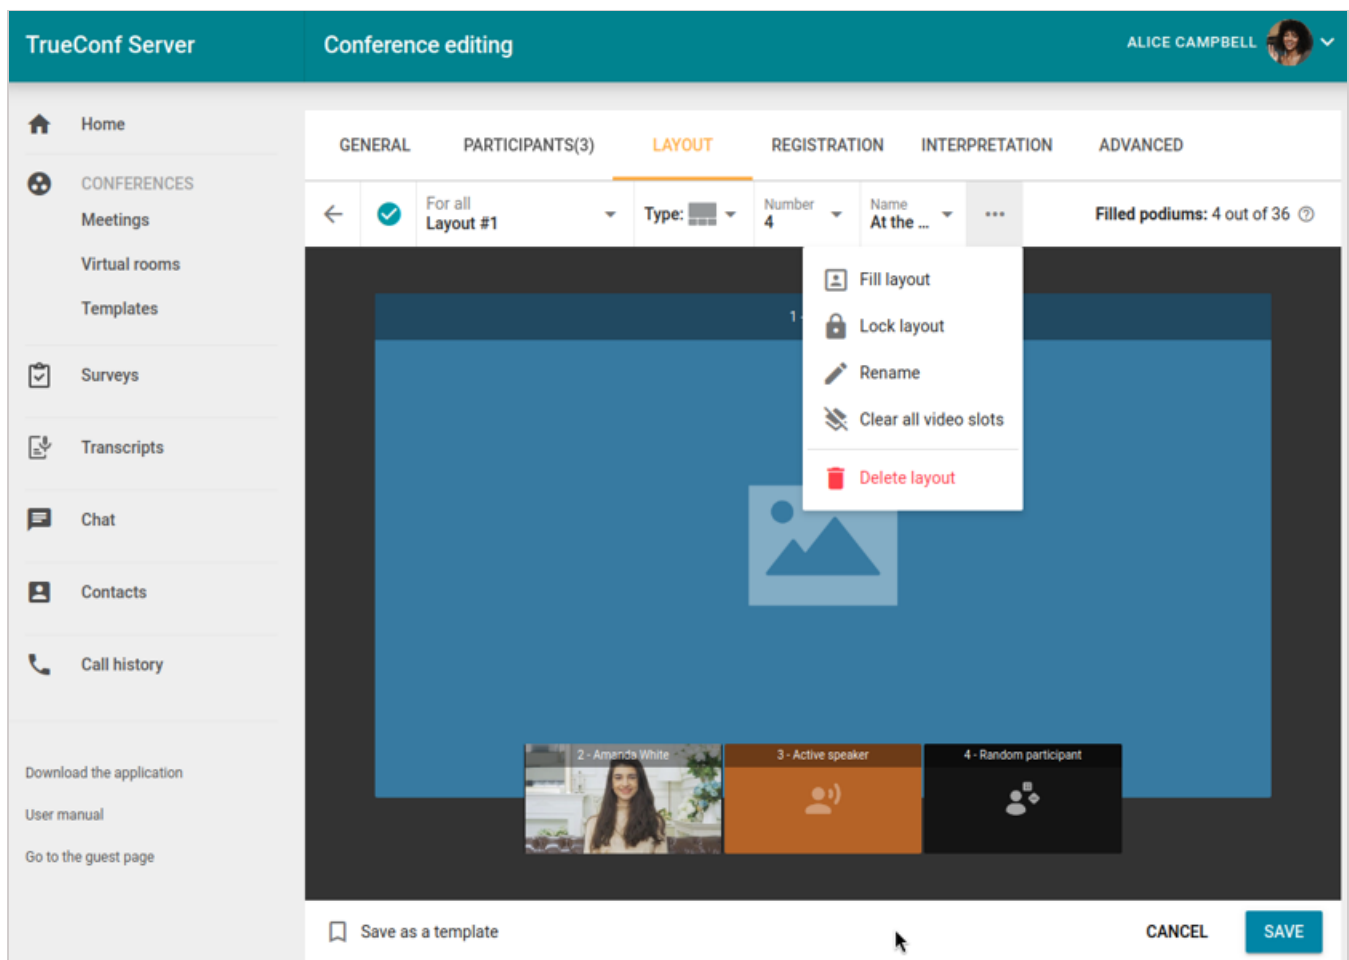 TrueConf Server
Conference editing
ALICE CAMPBELL
Home
CONFERENCES
Meetings
Virtual rooms
Templates
Surveys
Transcripts
Chat
Contacts
Call history
Download the application
User manual
Go to the guest page
GENERAL PARTICIPANTS(3) LAYOUT REGISTRATION INTERPRETATION ADVANCED
For all
Layout #1
Type:
Number
4
Name
At the ...
Filled podiums: 4 out of 36
1 -
Fill layout
Lock layout
Rename
Clear all video slots
Delete layout
2 - Amanda White
3 - Active speaker
4 - Random participant
Save as a template
CANCEL
SAVE